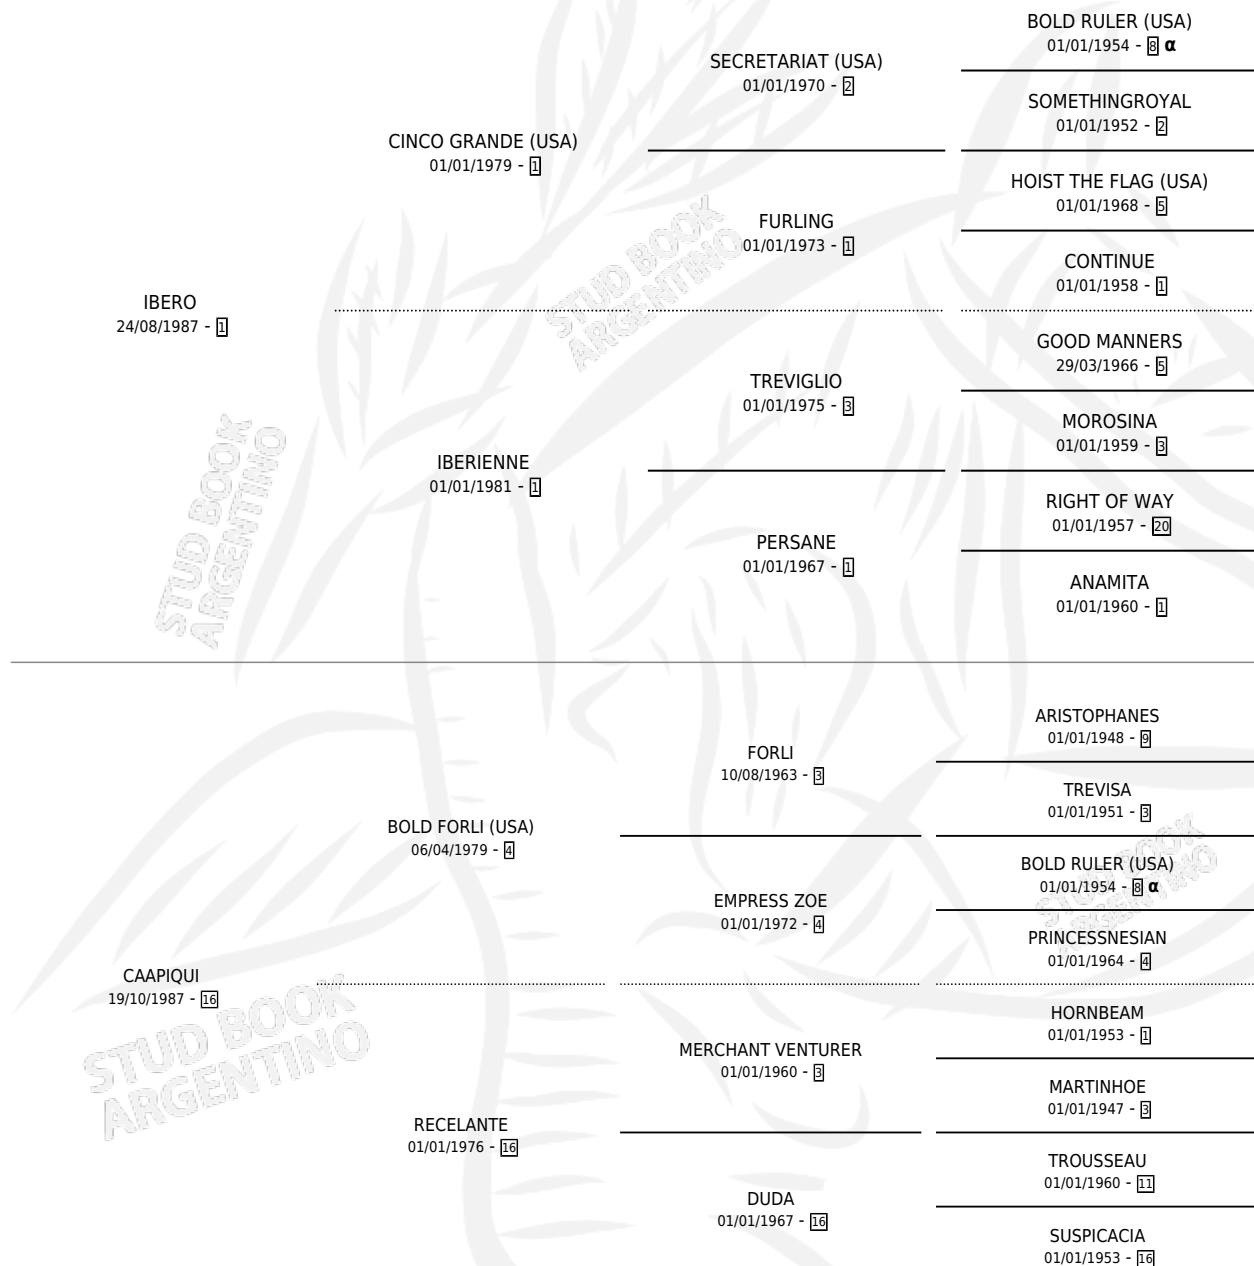 BOLD RULER (USA)
01/01/1954 - 8 α
SECRETARIAT (USA)
01/01/1970 - 2
SOMETHINGROYAL
01/01/1952 - 2
CINCO GRANDE (USA)
01/01/1979 - 1
HOIST THE FLAG (USA)
01/01/1968 - 5
FURLING
01/01/1973 - 1
CONTINUE
01/01/1958 - 1
IBERO
24/08/1987 - 1
GOOD MANNERS
29/03/1966 - 5
TREVIGLIO
01/01/1975 - 3
MOROSINA
01/01/1959 - 3
IBERIENNE
01/01/1981 - 1
RIGHT OF WAY
01/01/1957 - 20
PERSANE
01/01/1967 - 1
ANAMITA
01/01/1960 - 1
STUD BOOK
ARGENTINO
STUD BOOK
ARGENTINO
ARISTOPHANES
01/01/1948 - 9
FORLI
10/08/1963 - 3
TREVISA
01/01/1951 - 3
BOLD FORLI (USA)
06/04/1979 - 4
BOLD RULER (USA)
01/01/1954 - 8 α
EMPRESS ZOE
01/01/1972 - 4
PRINCESSNESIAN
01/01/1964 - 4
CAAPIQUI
19/10/1987 - 16
HORNBEAM
01/01/1953 - 1
MERCHANT VENTURER
01/01/1960 - 3
MARTINHOE
01/01/1947 - 3
RECELANTE
01/01/1976 - 16
TROUSSEAU
01/01/1960 - 11
DUDA
01/01/1967 - 16
SUSPICACIA
01/01/1953 - 16
STUD BOOK
ARGENTINO
STUD BOOK
ARGENTINO